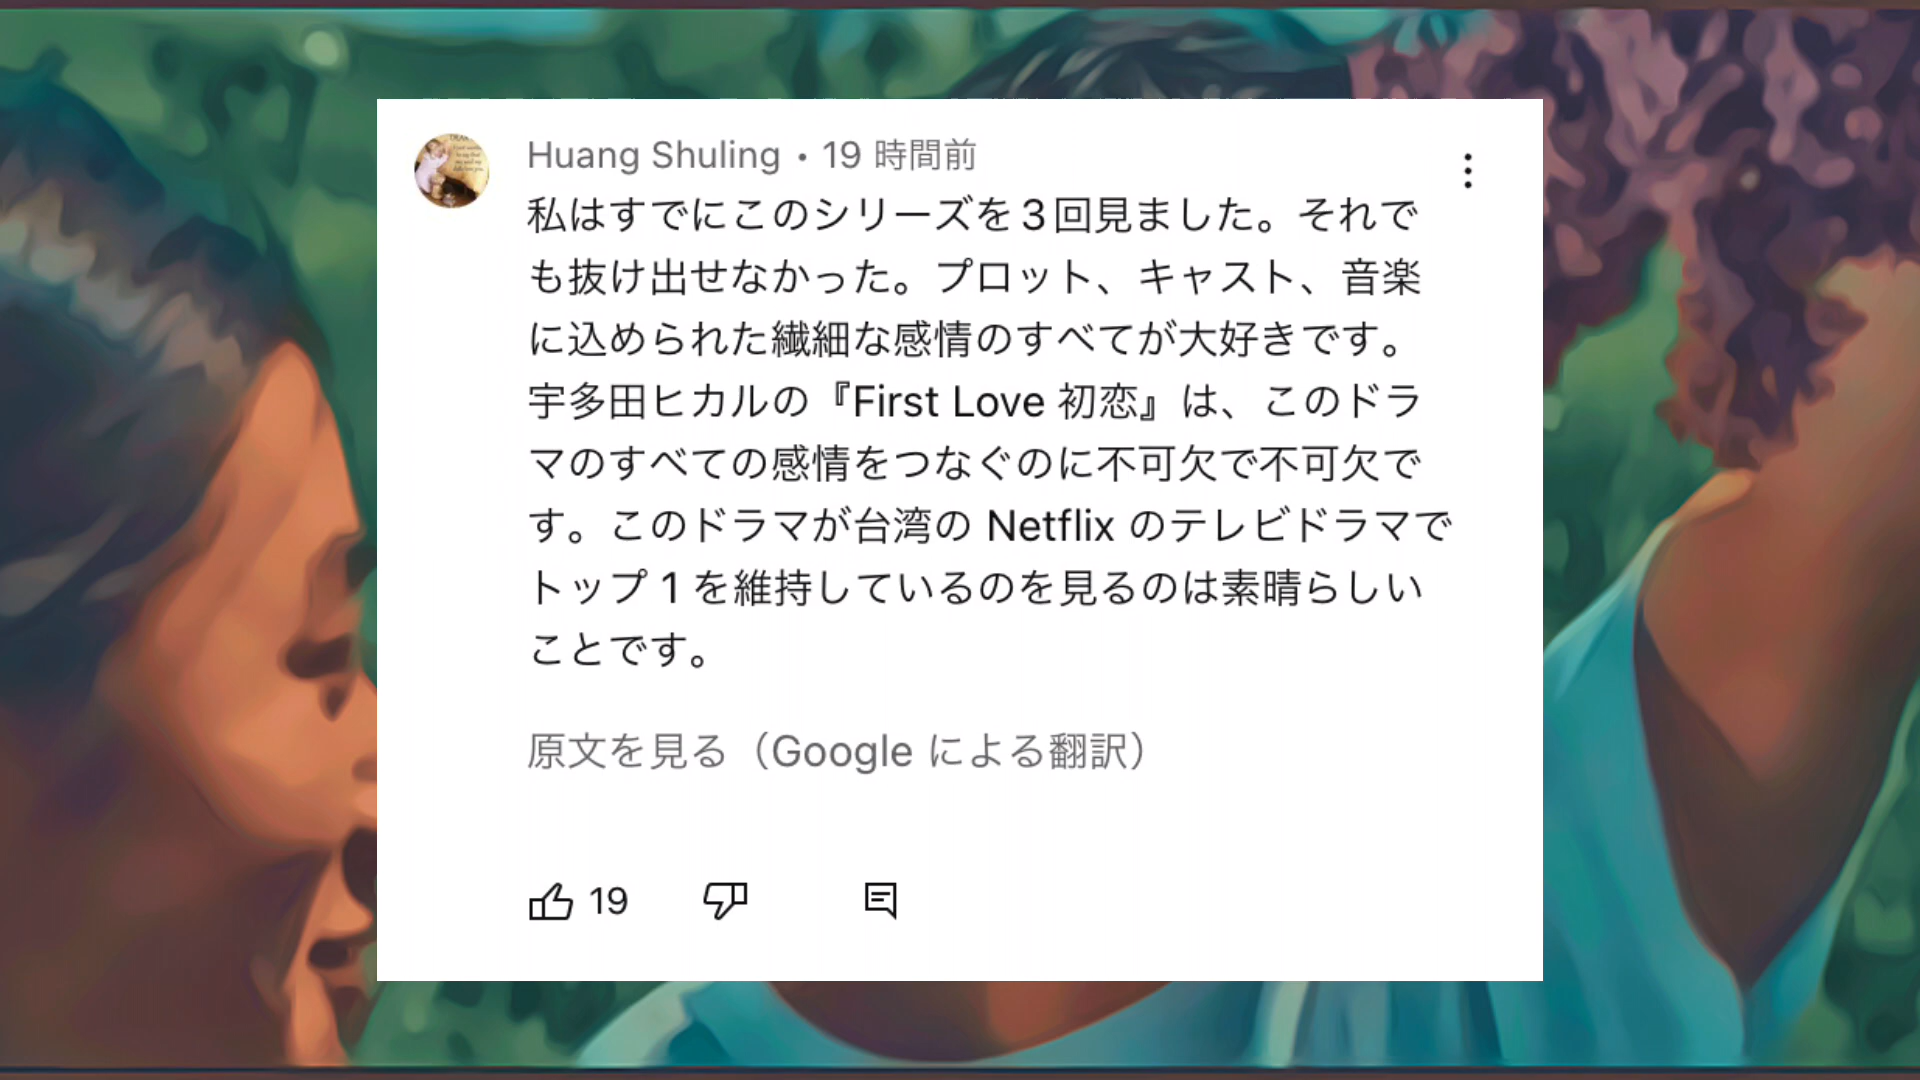 Huang Shuling • 19 時間前
私はすでにこのシリーズを3回見ました。それで
も抜け出せなかった。プロット、キャスト、音楽
に込められた繊細な感情のすべてが大好きです。
宇多田ヒカルの『First Love 初恋』は、このドラ
マのすべての感情をつなぐのに不可欠で不可欠で
す。このドラマが台湾の Netflix のテレビドラマで
トップ 1 を維持しているのを見るのは素晴らしい
ことです。
原文を見る（Google による翻訳）
19